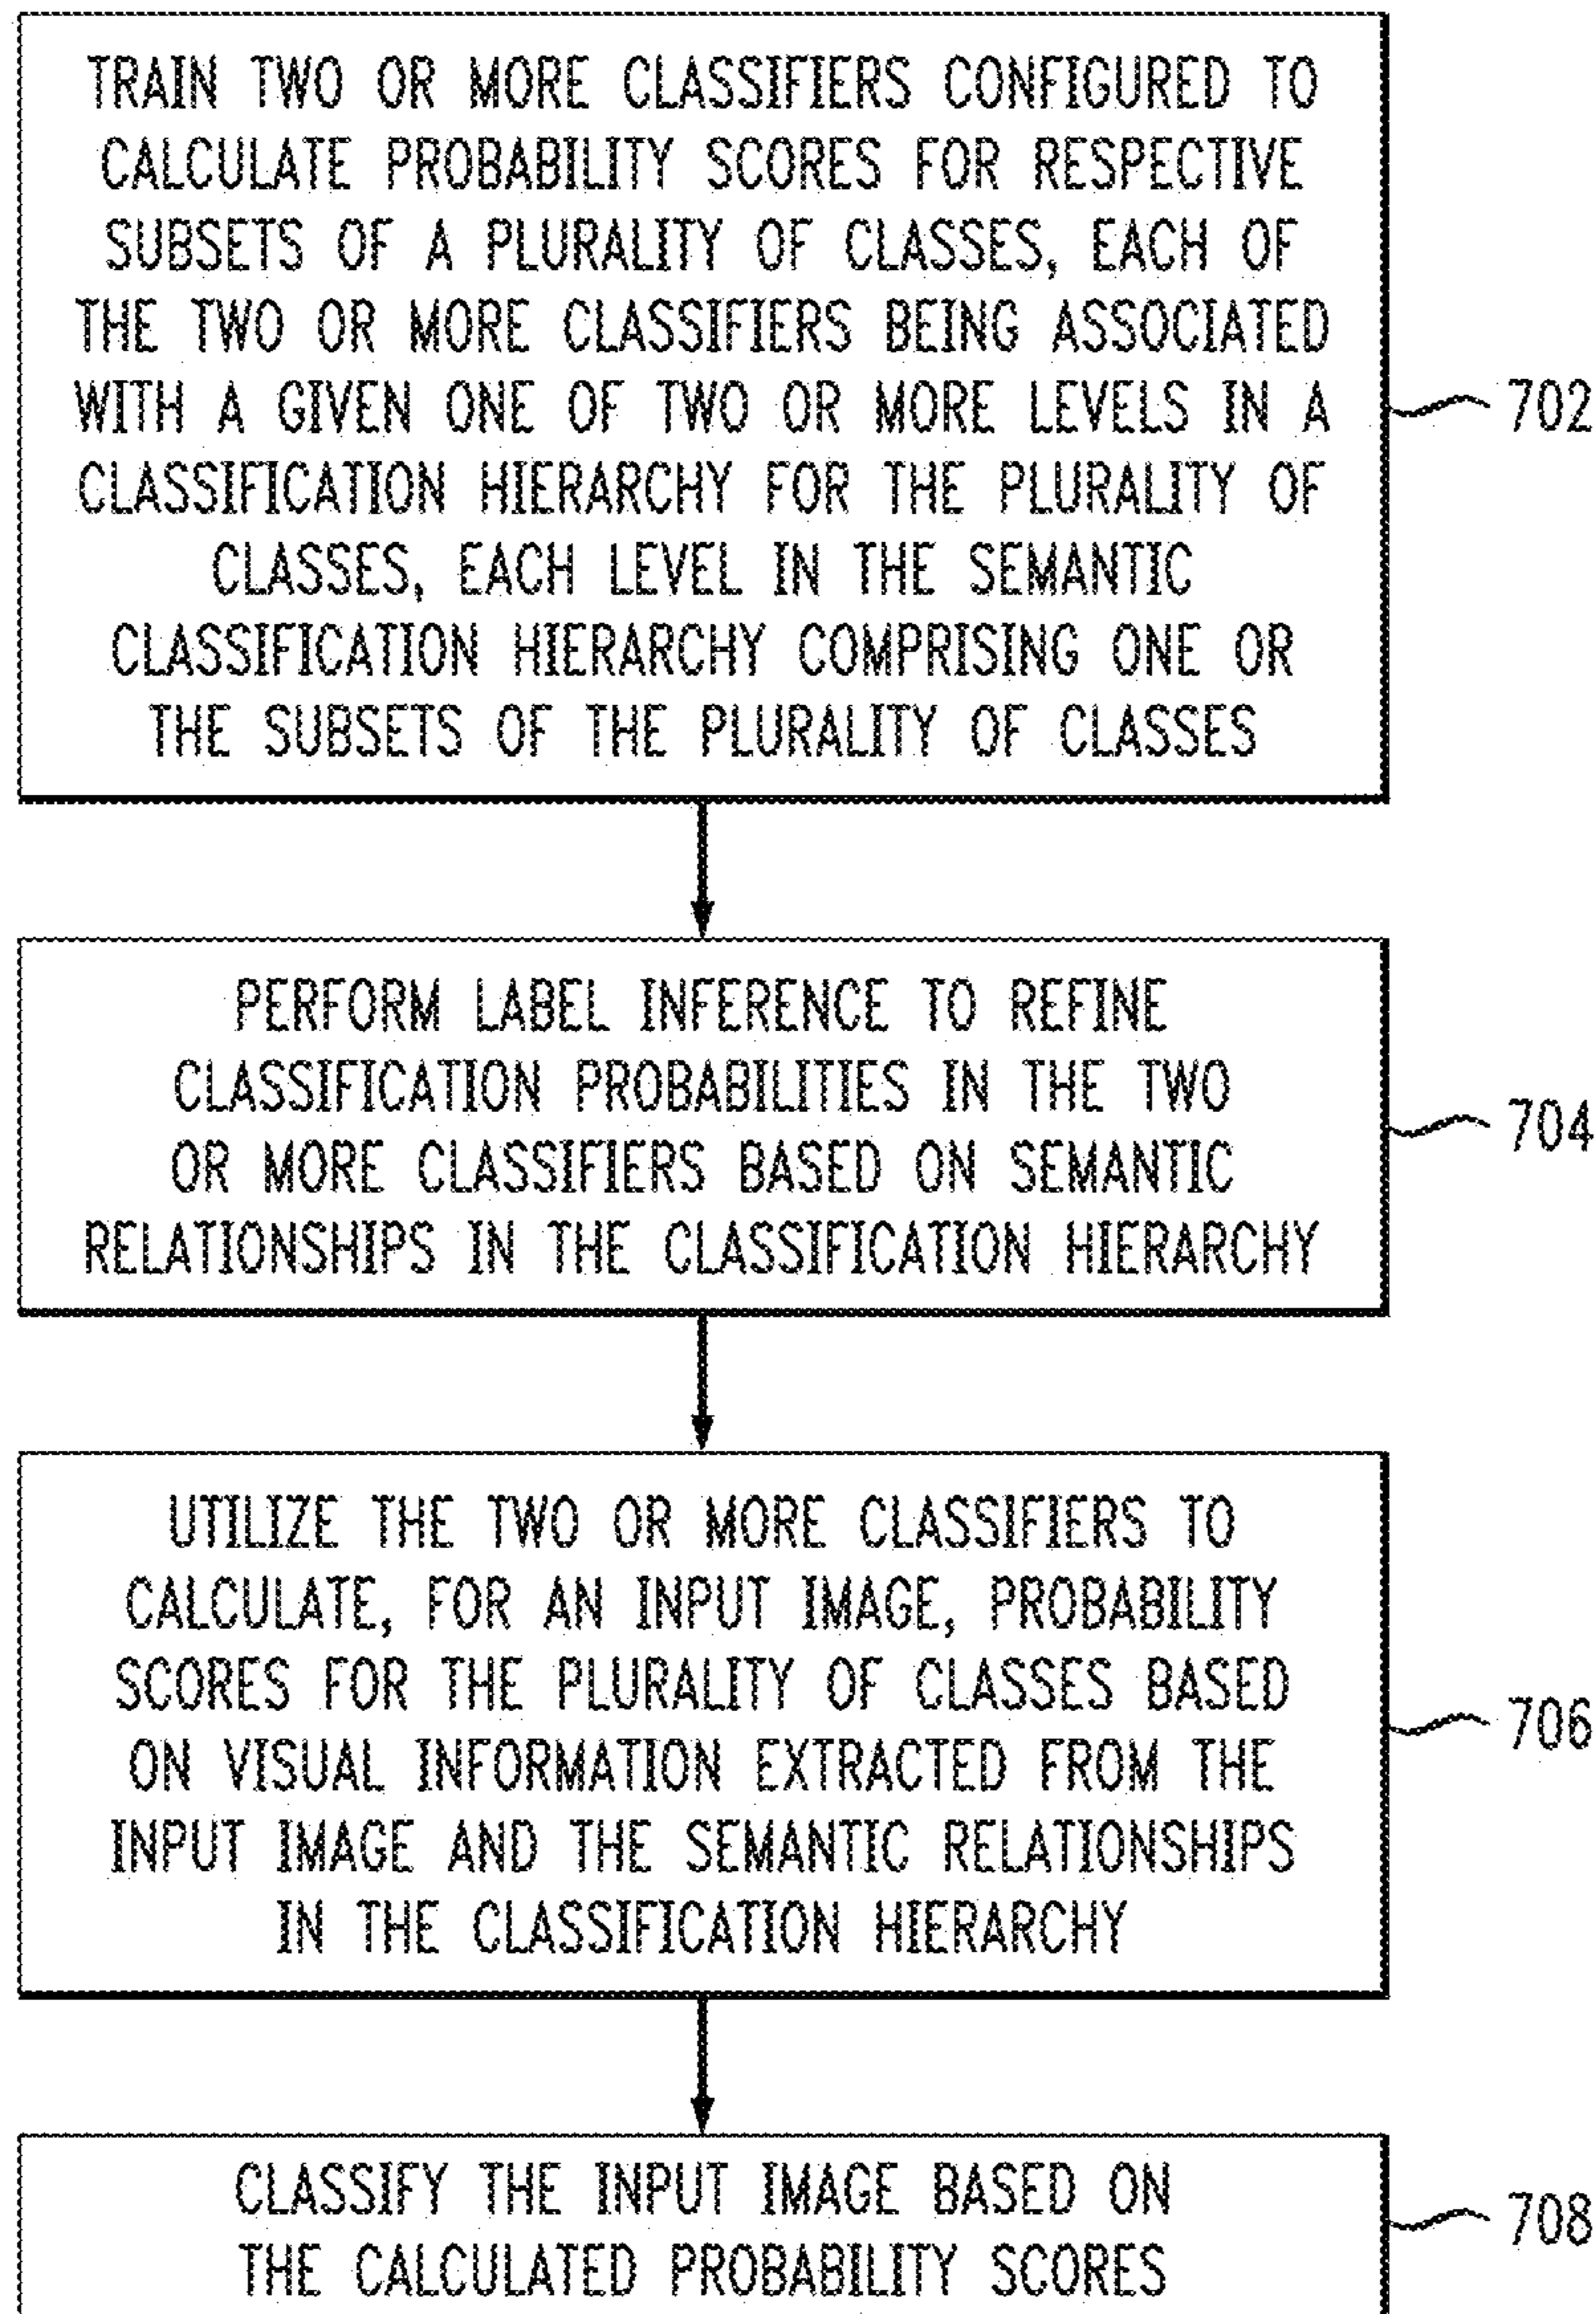 TRAIN TWO OR MORE CLASSIFIERS CONFIGURED TO
CALCULATE PROBABILITY SCORES FOR RESPECTIVE
SUBSETS OF A PLURALITY OF CLASSES, EACH OF
THE TWO OR MORE CLASSIFIERS BEING ASSOCIATED
WITH A GIVEN ONE OF TWO OR MORE LEVELS IN A
CLASSIFICATION HIERARCHY FOR THE PLURALITY OF
CLASSES, EACH LEVEL IN THE SEMANTIC
CLASSIFICATION HIERARCHY COMPRISING ONE OR
THE SUBSETS OF THE PLURALITY OF CLASSES
702
PERFORM LABEL INFERENCE TO REFINE
CLASSIFICATION PROBABILITIES IN THE TWO
OR MORE CLASSIFIERS BASED ON SEMANTIC
RELATIONSHIPS IN THE CLASSIFICATION HIERARCHY
704
UTILIZE THE TWO OR MORE CLASSIFIERS TO
CALCULATE, FOR AN INPUT IMAGE, PROBABILITY
SCORES FOR THE PLURALITY OF CLASSES BASED
ON VISUAL INFORMATION EXTRACTED FROM THE
INPUT IMAGE AND THE SEMANTIC RELATIONSHIPS
IN THE CLASSIFICATION HIERARCHY
706
CLASSIFY THE INPUT IMAGE BASED ON
THE CALCULATED PROBABILITY SCORES
708